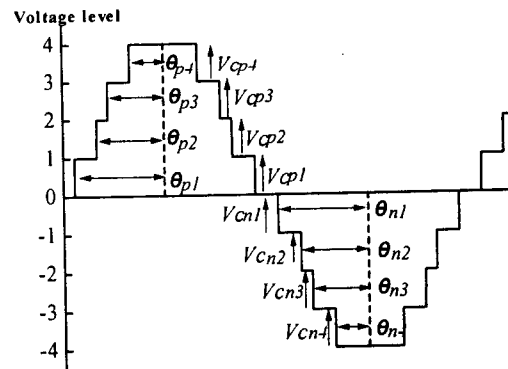 Voltage level
4
θp4
Vcp4
3
θp3
Vcp3
2
θp2
Vcp2
1
θp1
Vcp1
0
Vcn1
θn1
-1
Vcn2
θn2
-2
Vcn3
θn3
-3
Vcn4
θn-
-4